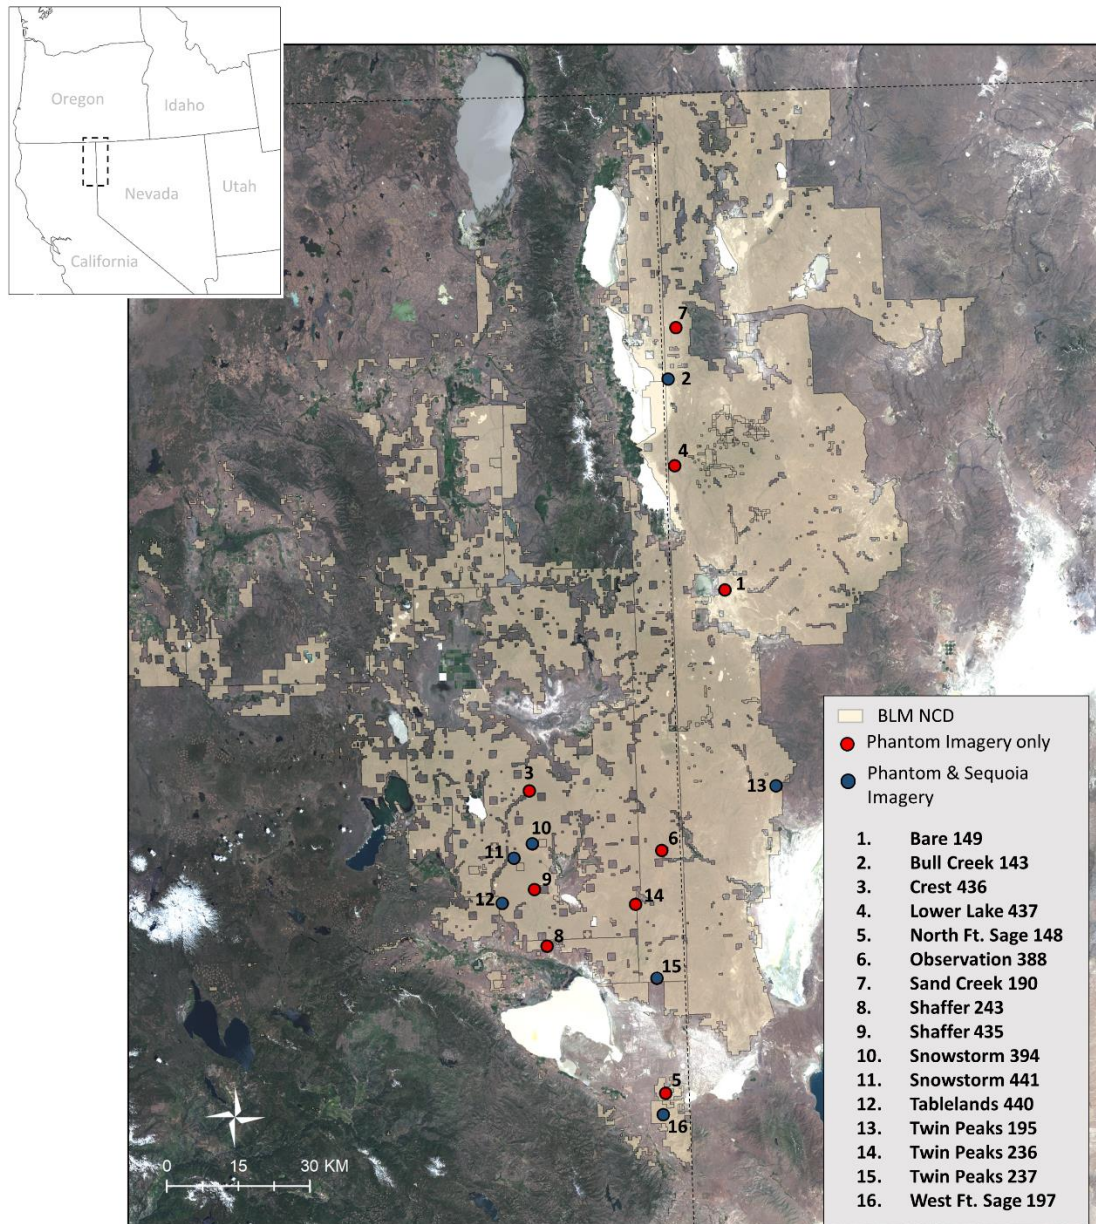 Oregon
Idaho
Nevada
Utah
California
7
2
4
1
3
13
10
6
11
9
12
14
8
15
5
16
0 15 30 KM
BLM NCD
Phantom Imagery only
Phantom & Sequoia
Imagery
1. Bare 149
2. Bull Creek 143
3. Crest 436
4. Lower Lake 437
5. North Ft. Sage 148
6. Observation 388
7. Sand Creek 190
8. Shaffer 243
9. Shaffer 435
10. Snowstorm 394
11. Snowstorm 441
12. Tablelands 440
13. Twin Peaks 195
14. Twin Peaks 236
15. Twin Peaks 237
16. West Ft. Sage 197